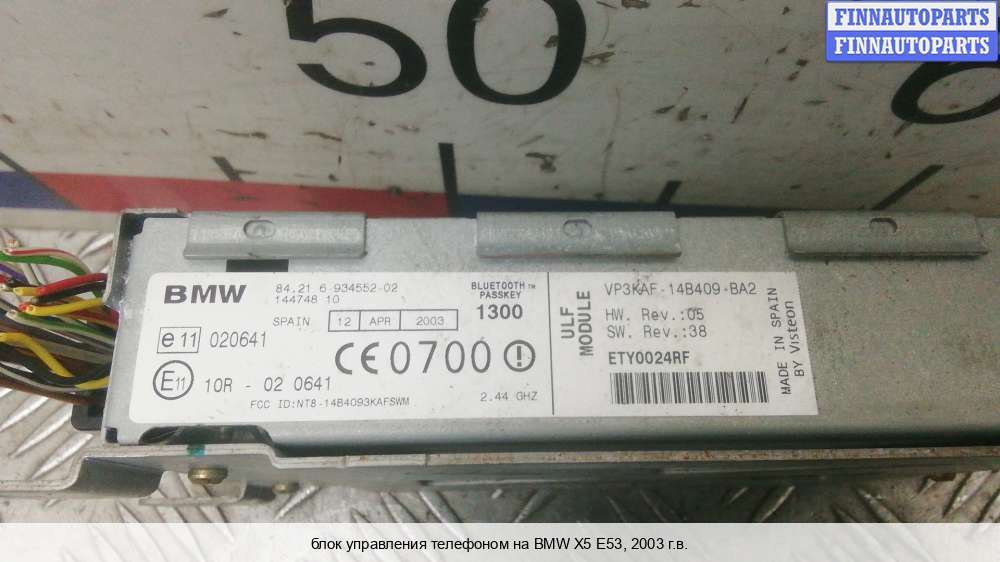 FINNAUTOPARTS
FINNAUTOPARTS
50
6
BMW
84.21 6 934552-02
144748 10
BLUETOOTH™
PASSKEY
1300
SPAIN 12 APR 2003
e11 020641
CE0700
E11 10R - 02 0641
FCC ID:NT8-14B4093KAFSWM
2.44 GHZ
ULF
MODULE
VP3KAF-14B409-BA2
HW. Rev.:05
SW. Rev.:38
ETY0024RF
MADE IN SPAIN
BY Visteon
блок управления телефоном на BMW X5 E53, 2003 г.в.